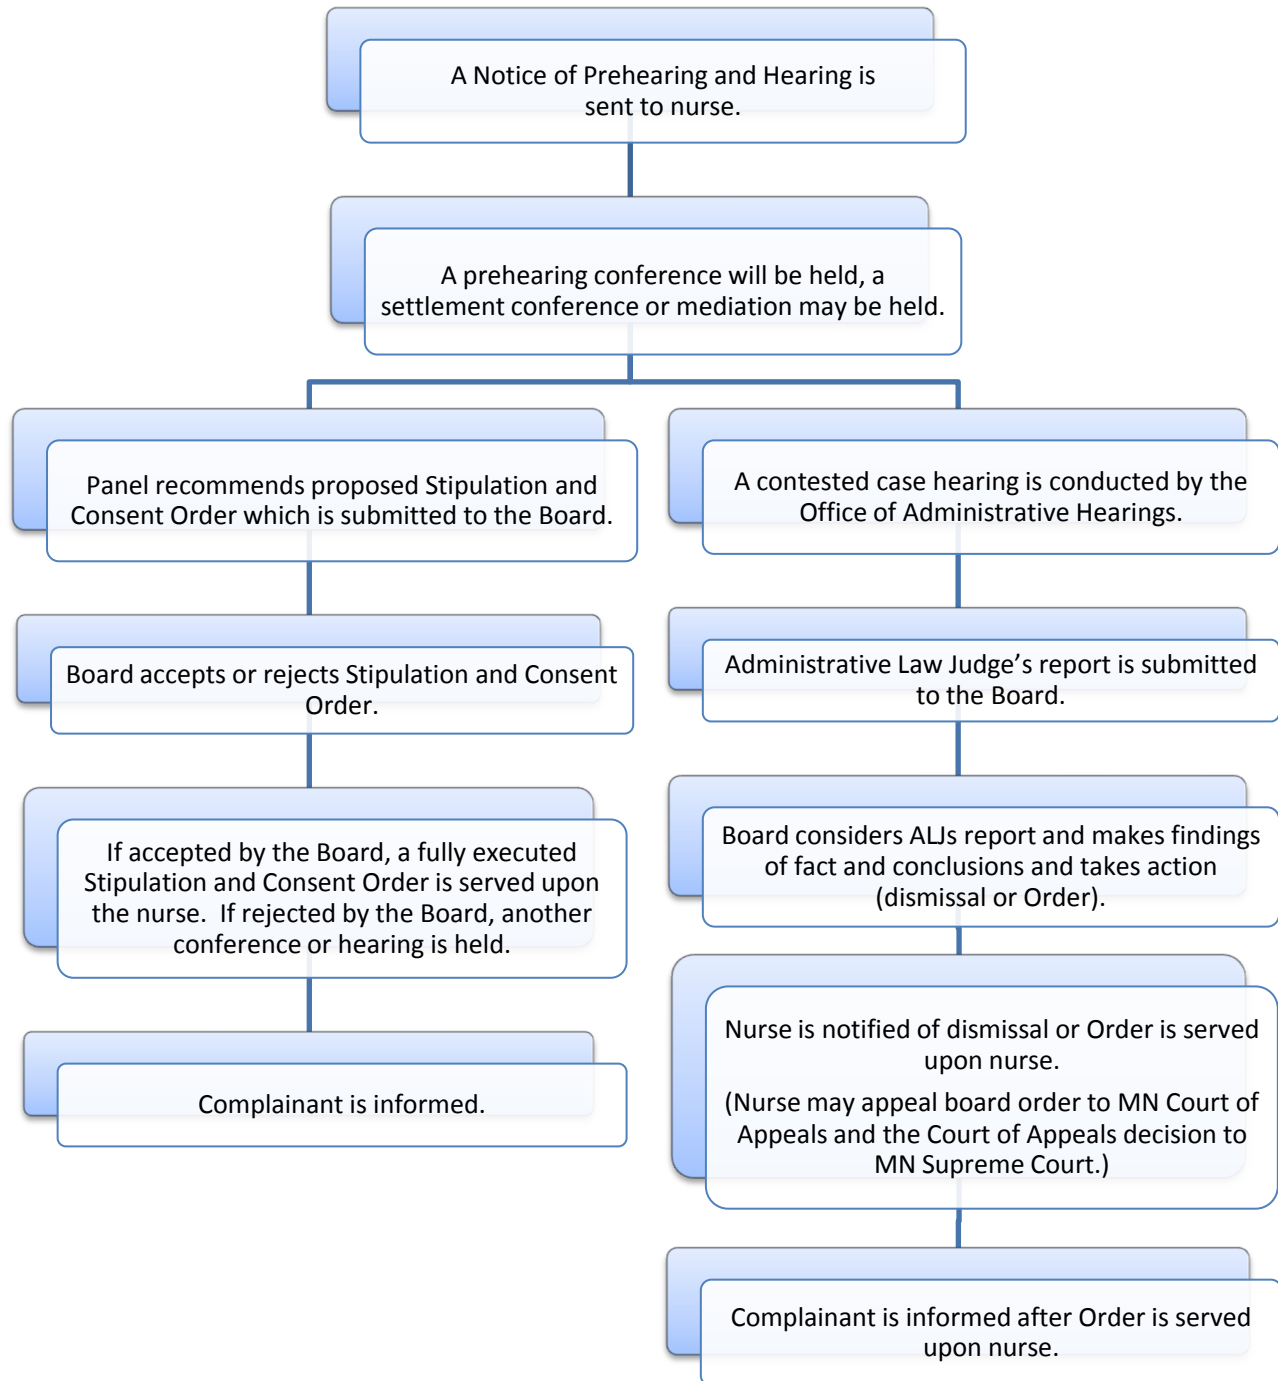 A Notice of Prehearing and Hearing is
sent to nurse.
A prehearing conference will be held, a
settlement conference or mediation may be held.
Panel recommends proposed Stipulation and
Consent Order which is submitted to the Board.
Board accepts or rejects Stipulation and Consent
Order.
If accepted by the Board, a fully executed
Stipulation and Consent Order is served upon
the nurse.  If rejected by the Board, another
conference or hearing is held.
Complainant is informed.
A contested case hearing is conducted by the
Office of Administrative Hearings.
Administrative Law Judge’s report is submitted
to the Board.
Board considers ALJs report and makes findings
of fact and conclusions and takes action
(dismissal or Order).
Nurse is notified of dismissal or Order is served
upon nurse.
(Nurse may appeal board order to MN Court of
Appeals and the Court of Appeals decision to
MN Supreme Court.)
Complainant is informed after Order is served
upon nurse.